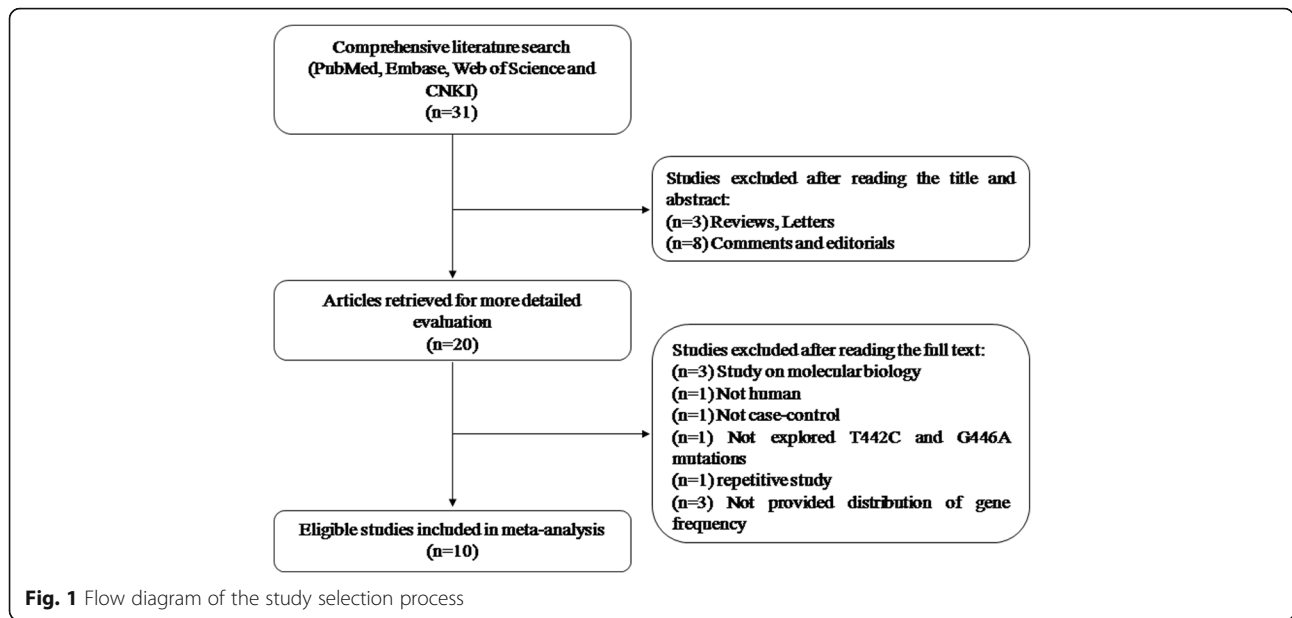 Comprehensive literature search
(PubMed, Embase, Web of Science and
CNKI)
(n=31)
Studies excluded after reading the title and
abstract:
(n=3) Reviews, Letters
(n=8) Comments and editorials
Articles retrieved for more detailed
evaluation
(n=20)
Studies excluded after reading the full text:
(n=3) Study on molecular biology
(n=1) Not human
(n=1) Not case-control
(n=1) Not explored T442C and G446A
mutations
(n=1) repetitive study
(n=3) Not provided distribution of gene
frequency
Eligible studies included in meta-analysis
(n=10)
Fig. 1 Flow diagram of the study selection process